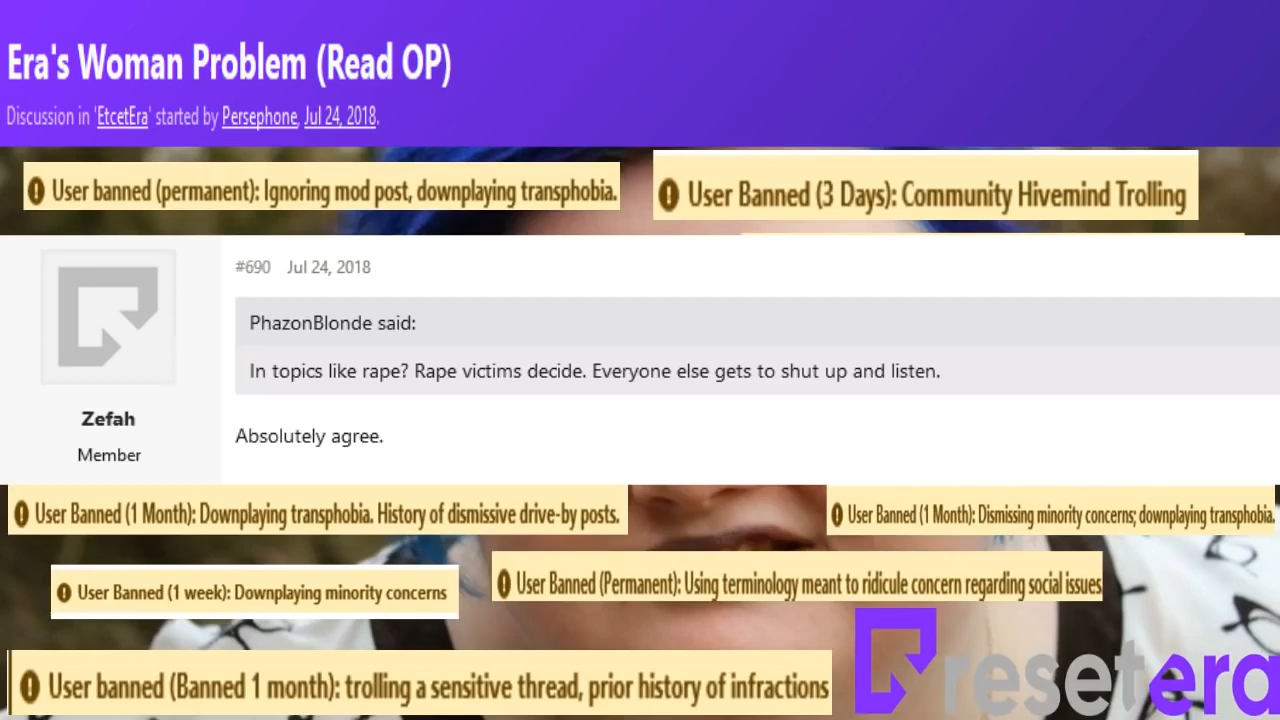 Era's Woman Problem (Read OP)
Discussion in 'EtcetEra' started by Persephone, Jul 24, 2018.
User banned (permanent): Ignoring mod post, downplaying transphobia.
User Banned (3 Days): Community Hivemind Trolling
#690 Jul 24, 2018
PhazonBlonde said:
In topics like rape? Rape victims decide. Everyone else gets to shut up and listen.
Zefah
Member
Absolutely agree.
User Banned (1 Month): Downplaying transphobia. History of dismissive drive-by posts.
User Banned (1 Month): Dismissing minority concerns; downplaying transphobia.
User Banned (1 week): Downplaying minority concerns
User Banned (Permanent): Using terminology meant to ridicule concern regarding social issues
User banned (Banned 1 month): trolling a sensitive thread, prior history of infractions
resetera